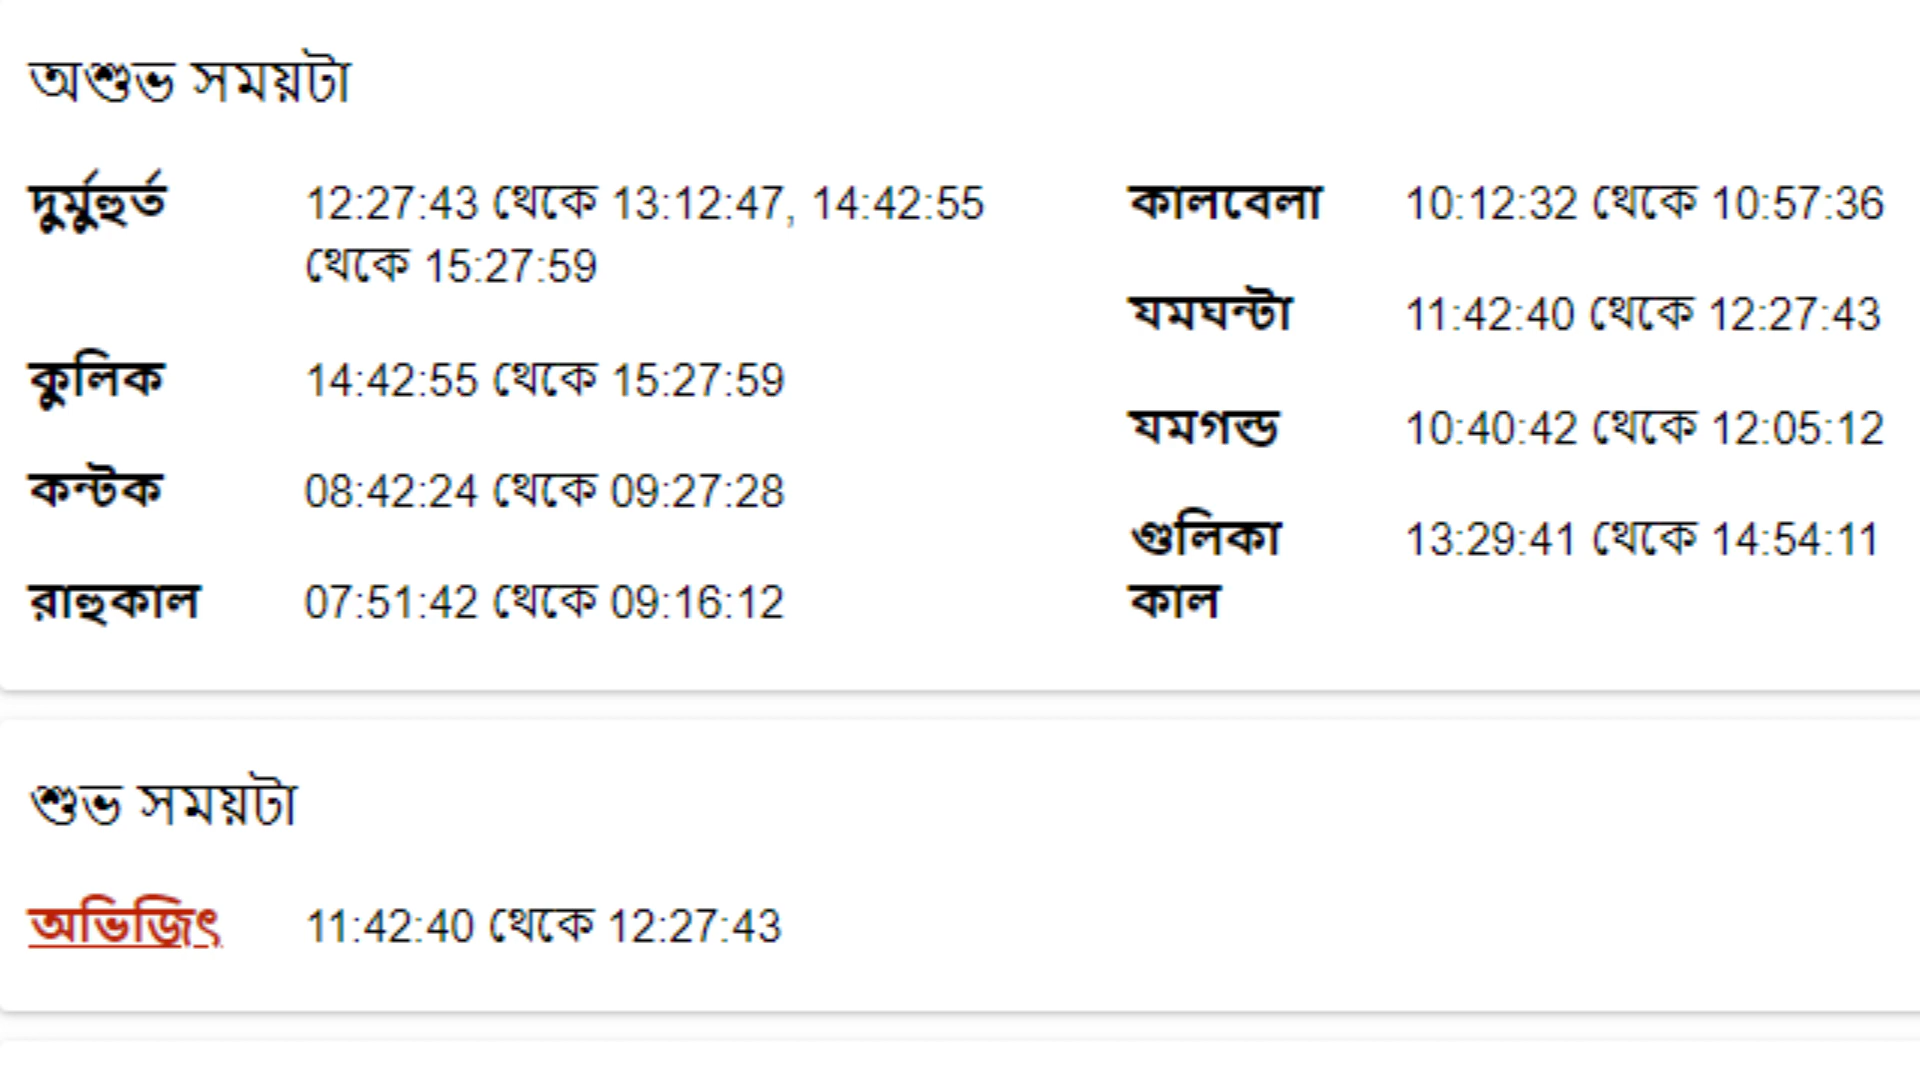 অশুভ সময়টা
দুর্মুহুর্ত 12:27:43 থেকে 13:12:47, 14:42:55
থেকে 15:27:59
কুলিক 14:42:55 থেকে 15:27:59
কন্টক 08:42:24 থেকে 09:27:28
রাহুকাল 07:51:42 থেকে 09:16:12
কালবেলা 10:12:32 থেকে 10:57:36
যমঘন্টা 11:42:40 থেকে 12:27:43
যমগন্ড 10:40:42 থেকে 12:05:12
গুলিকা 13:29:41 থেকে 14:54:11
কাল
শুভ সময়টা
অভিজিৎ 11:42:40 থেকে 12:27:43